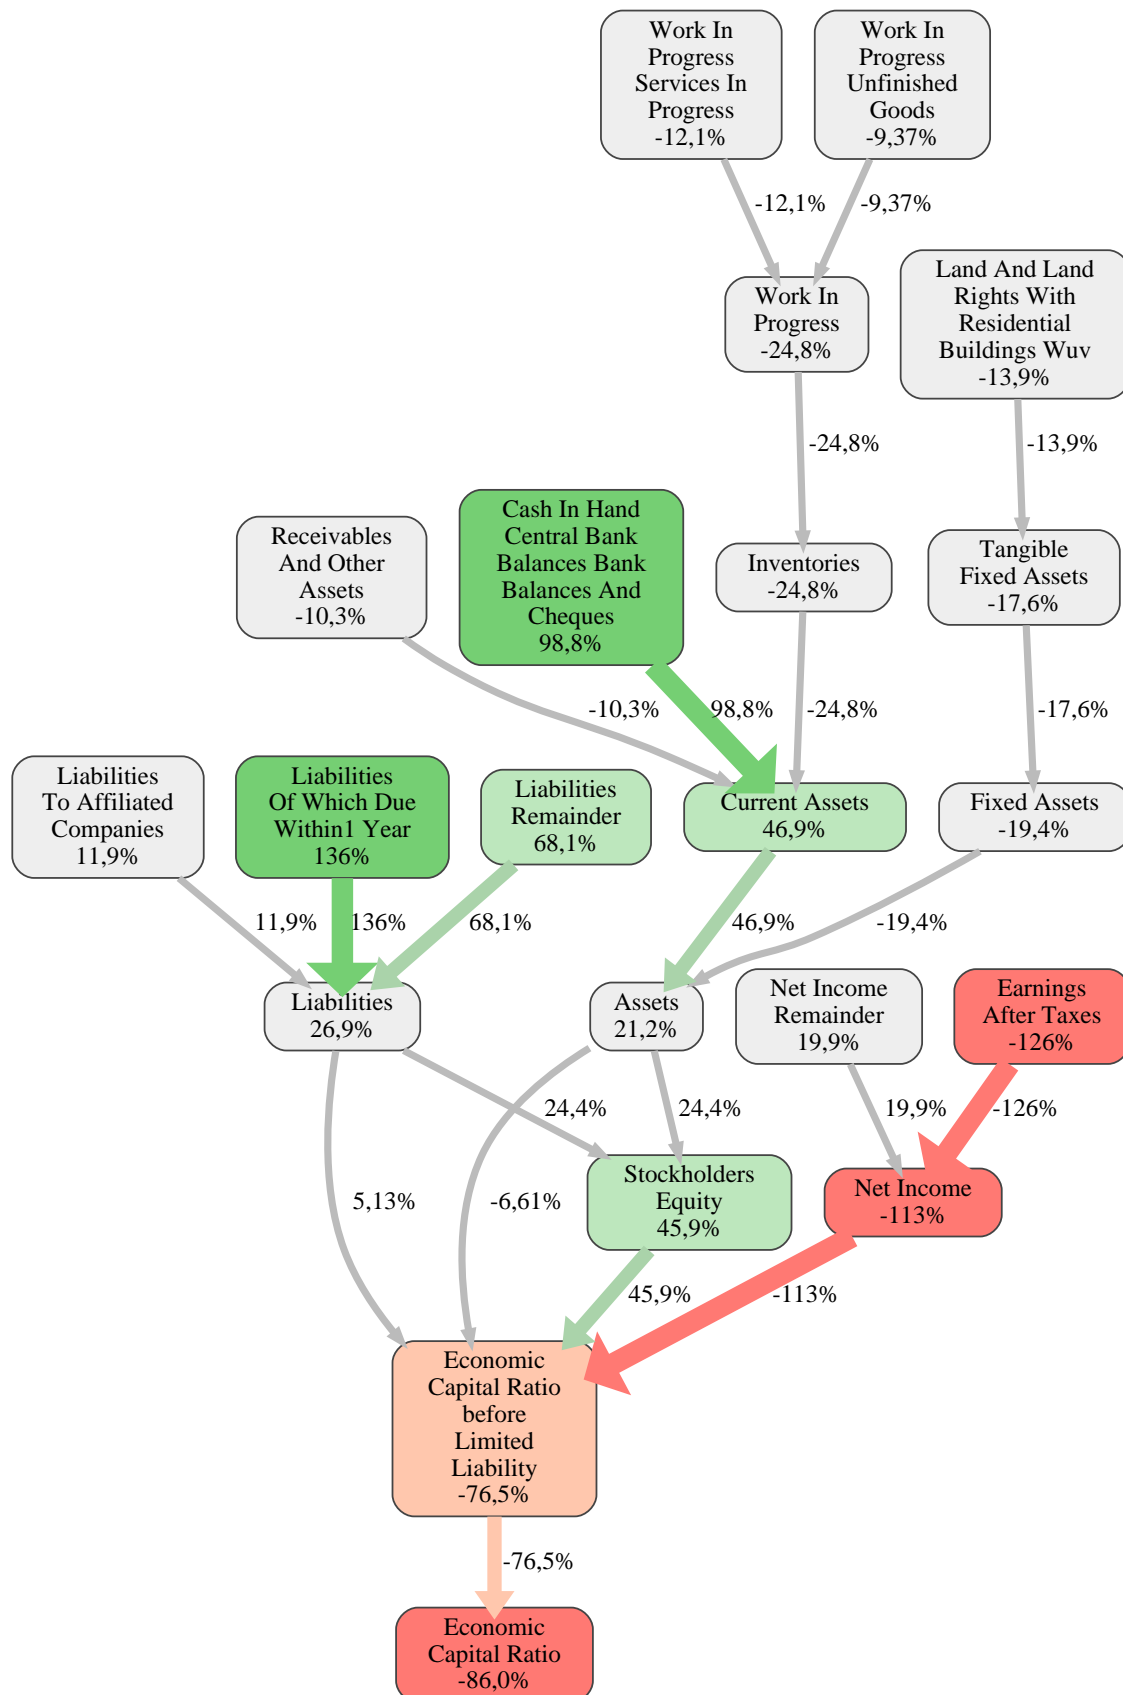 Work In
Progress
Services In
Progress
-12,1%
Work In
Progress
Unfinished
Goods
-9,37%
-12,1%
-9,37%
Work In
Progress
-24,8%
Land And Land
Rights With
Residential
Buildings Wuv
-13,9%
-24,8%
-13,9%
Receivables
And Other
Assets
-10,3%
Cash In Hand
Central Bank
Balances Bank
Balances And
Cheques
98,8%
Inventories
-24,8%
Tangible
Fixed Assets
-17,6%
-10,3%
98,8%
-24,8%
-17,6%
Liabilities
To Affiliated
Companies
11,9%
Liabilities
Of Which Due
Within1 Year
136%
Liabilities
Remainder
68,1%
Current Assets
46,9%
Fixed Assets
-19,4%
11,9%
136%
68,1%
46,9%
-19,4%
Liabilities
26,9%
Assets
21,2%
Net Income
Remainder
19,9%
Earnings
After Taxes
-126%
24,4%
24,4%
19,9%
-126%
5,13%
-6,61%
Stockholders
Equity
45,9%
Net Income
-113%
45,9%
-113%
Economic
Capital Ratio
before
Limited
Liability
-76,5%
-76,5%
Economic
Capital Ratio
-86,0%